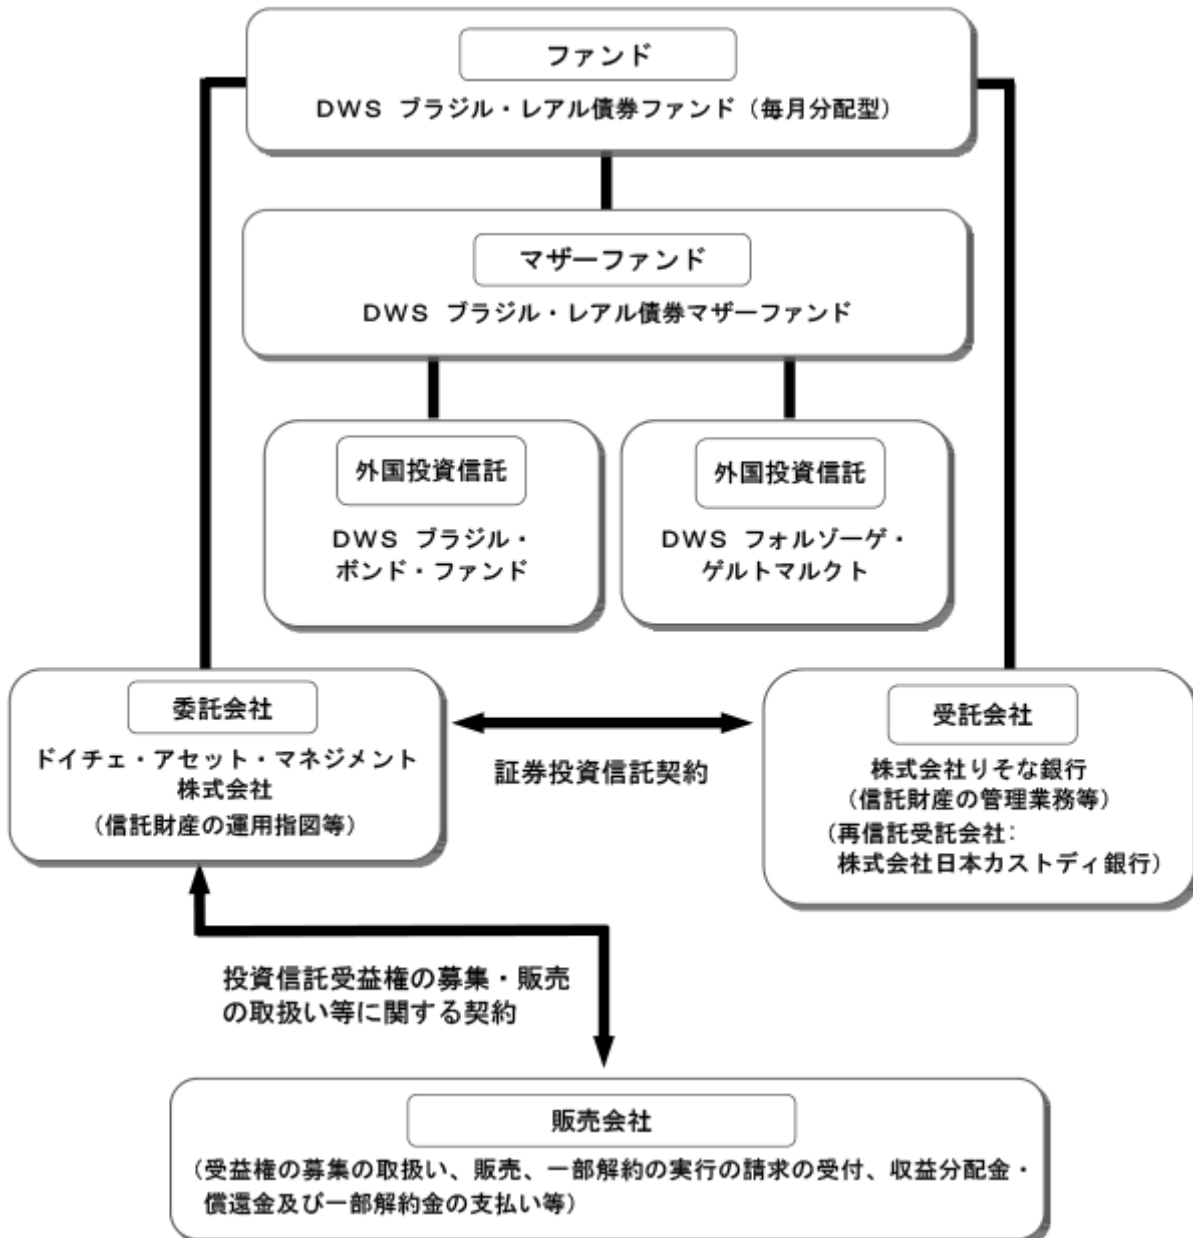 ファンド
DWS ブラジル・レアル債券ファンド（毎月分配型）
マザーファンド
DWS ブラジル・レアル債券マザーファンド
外国投資信託
DWS ブラジル・
ボンド・ファンド
外国投資信託
DWS フォルゾーゲ・
ゲルトマルクト
委託会社
ドイチェ・アセット・マネジメント
株式会社
（信託財産の運用指図等）
証券投資信託契約
受託会社
株式会社りそな銀行
（信託財産の管理業務等）
（再信託受託会社：
株式会社日本カストディ銀行）
投資信託受益権の募集・販売
の取扱い等に関する契約
販売会社
（受益権の募集の取扱い、販売、一部解約の実行の請求の受付、収益分配金・
償還金及び一部解約金の支払い等）